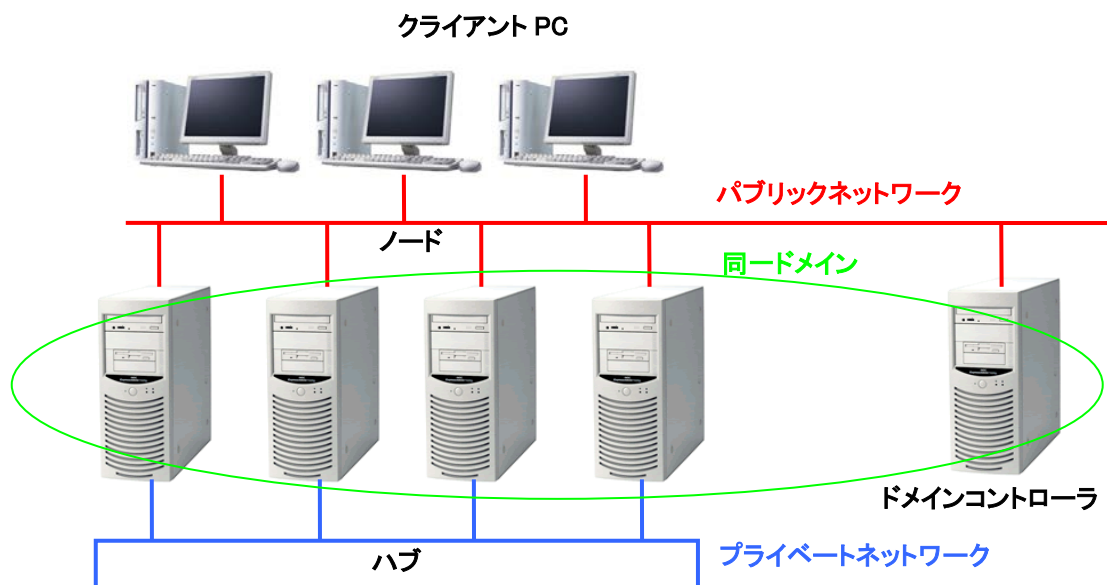 クライアント PC
パブリックネットワーク
ノード
同一ドメイン
ドメインコントローラ
ハブ
プライベートネットワーク